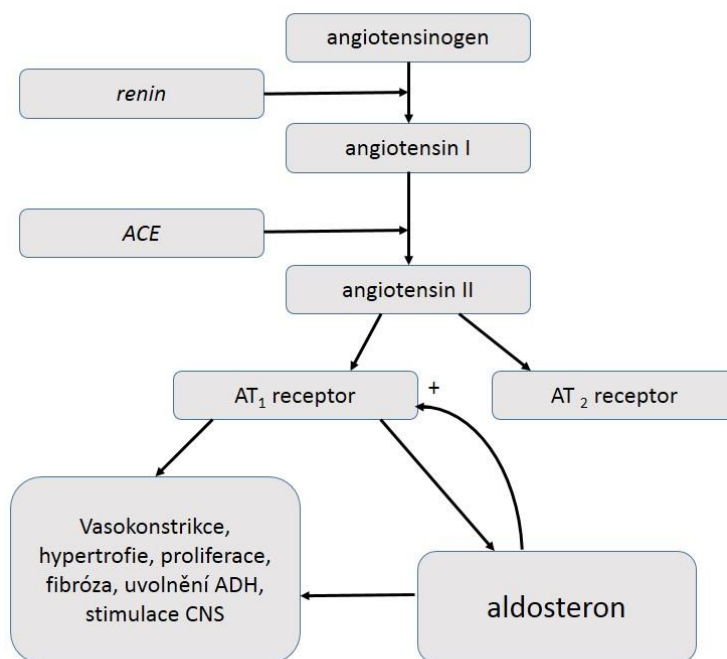 angiotensinogen
renin
angiotensin I
ACE
angiotensin II
AT₁ receptor
+
AT ₂ receptor
Vasokonstrikce,
hypertrofie, proliferace,
fibróza, uvolnění ADH,
stimulace CNS
aldosteron